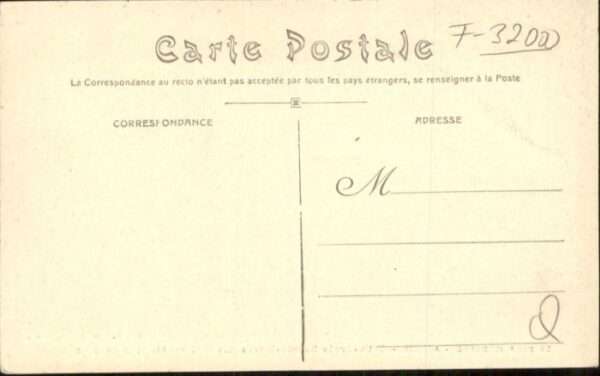 Carte Postale F-3200
La Correspondance au recto n'étant pas acceptée par tous les pays étrangers, se renseigner à la Poste
CORRESPONDANCE
ADRESSE
M
Q